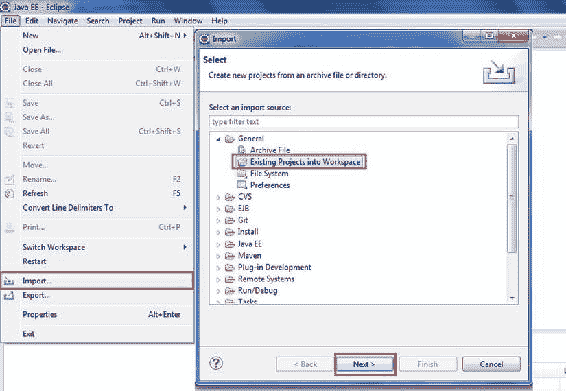 Java EE - Eclipse
File Edit Navigate Search Project Run Window Help
New Alt+Shift+N
Open File...
Close Ctrl+W
Close All Ctrl+Shift+W
Save Ctrl+S
Save As...
Save All Ctrl+Shift+S
Revert
Move...
Rename... F2
Refresh F5
Convert Line Delimiters To
Print... Ctrl+P
Switch Workspace
Restart
Import...
Export...
Properties Alt+Enter
Exit
Import
Select
Create new projects from an archive file or directory.
Select an import source:
type filter text
General
Archive File
Existing Projects into Workspace
File System
Preferences
CVS
EJB
Git
Install
Java EE
Maven
Plug-in Development
Remote Systems
Run/Debug
Tasks
?
< Back
Next >
Finish
Cancel